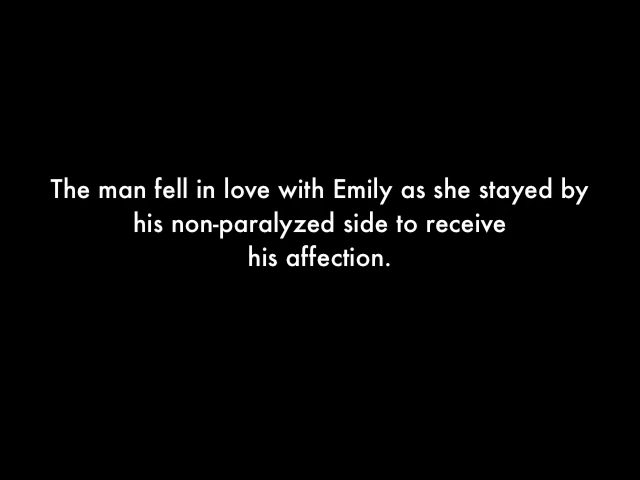 The man fell in love with Emily as she stayed by
his non-paralyzed side to receive
his affection.